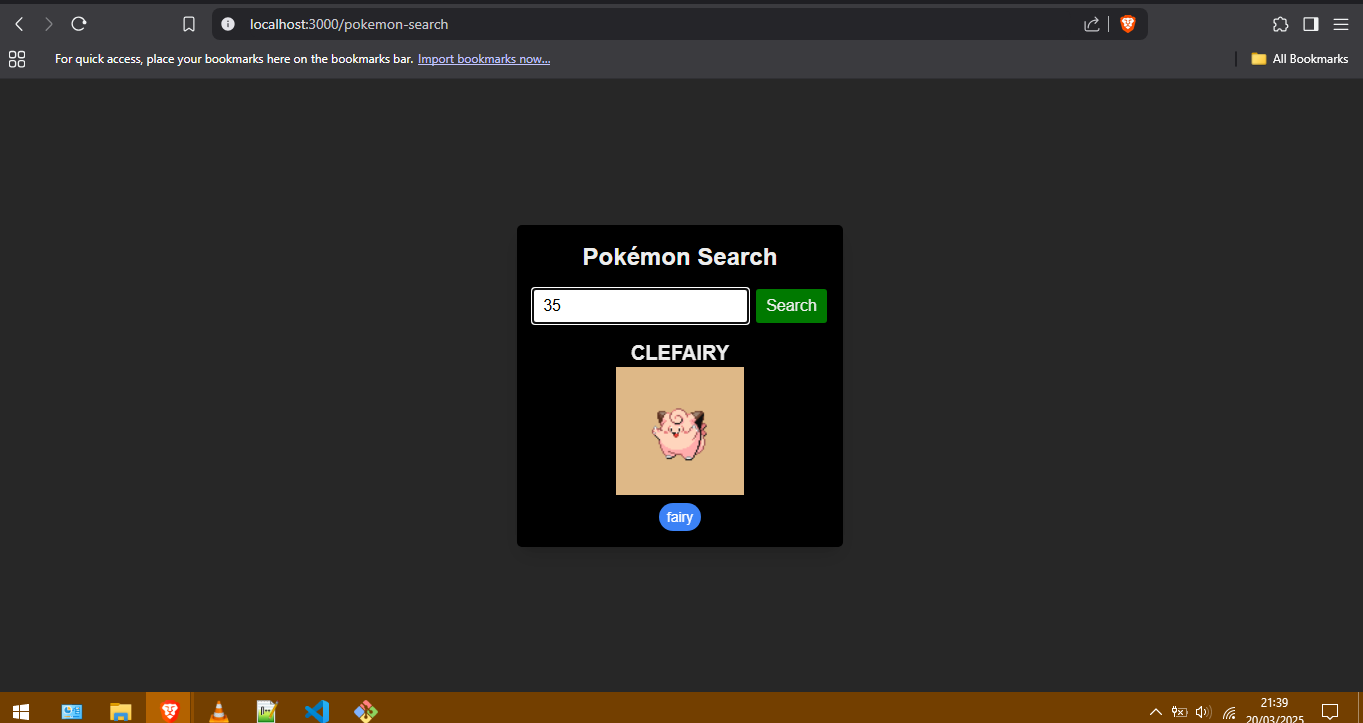 localhost:3000/pokemon-search
For quick access, place your bookmarks here on the bookmarks bar. Import bookmarks now...
All Bookmarks
Pokémon Search
35
Search
CLEFAIRY
fairy
21:39
20/03/2025